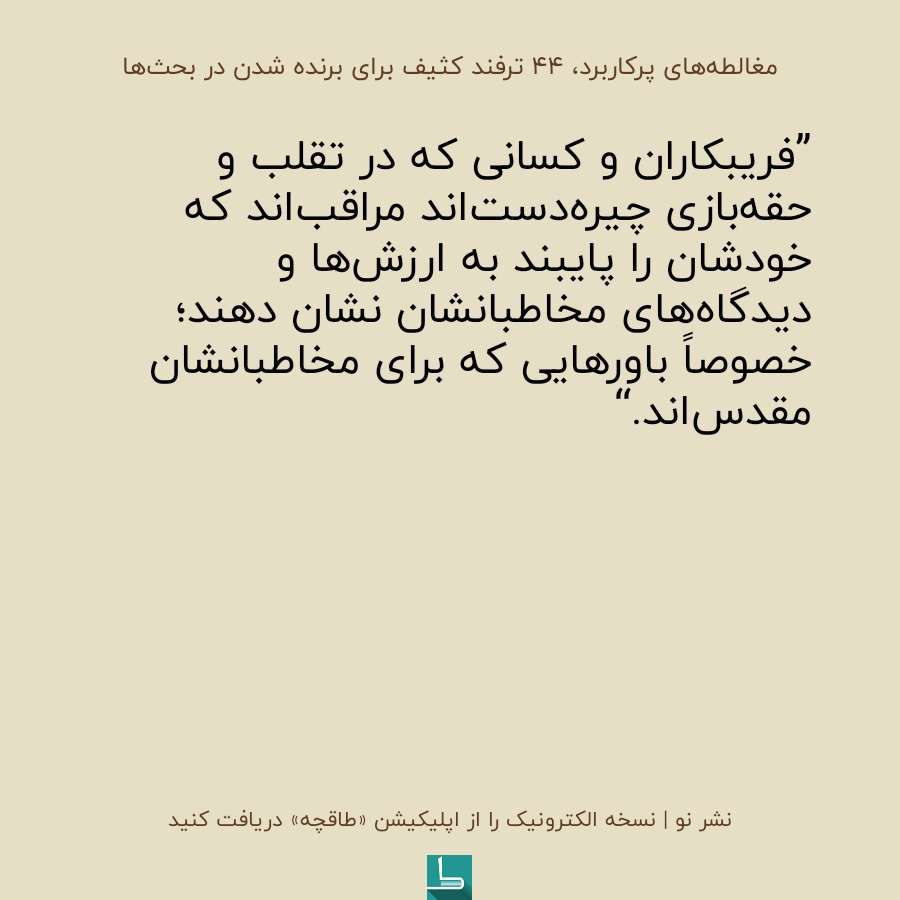 مغالطه‌های پرکاربرد، ۴۴ ترفند کثیف برای برنده شدن در بحث‌ها
”فریبکاران و کسانی که در تقلب و
حقه‌بازی چیره‌دست‌اند مراقب‌اند که
خودشان را پایبند به ارزش‌ها و
دیدگاه‌های مخاطبانشان نشان دهند؛
خصوصاً باورهایی که برای مخاطبانشان
مقدس‌اند.“
نشر نو | نسخه الکترونیک را از اپلیکیشن «طاقچه» دریافت کنید